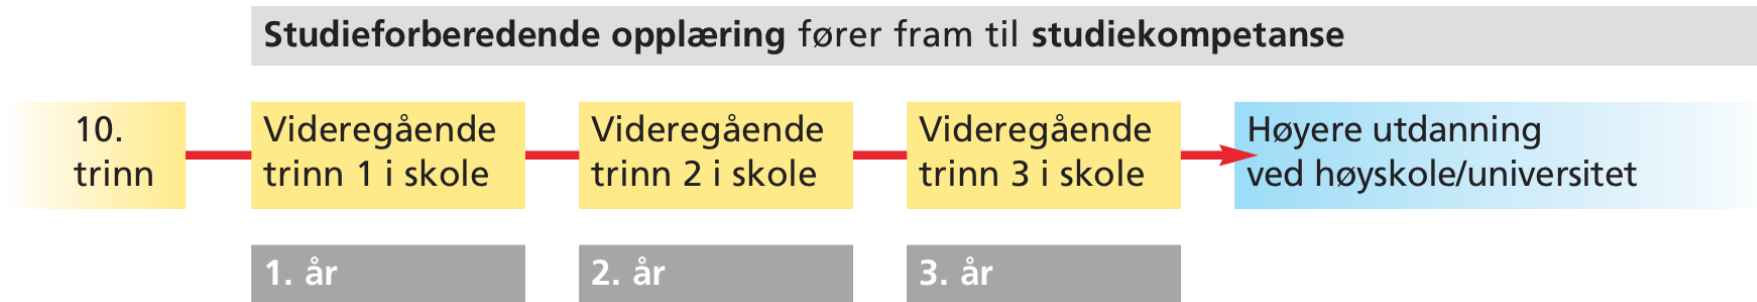 Studieforberedende opplæring fører fram til studiekompetanse
10.
trinn
Videregående
trinn 1 i skole
Videregående
trinn 2 i skole
Videregående
trinn 3 i skole
Høyere utdanning
ved høyskole/universitet
1. år
2. år
3. år